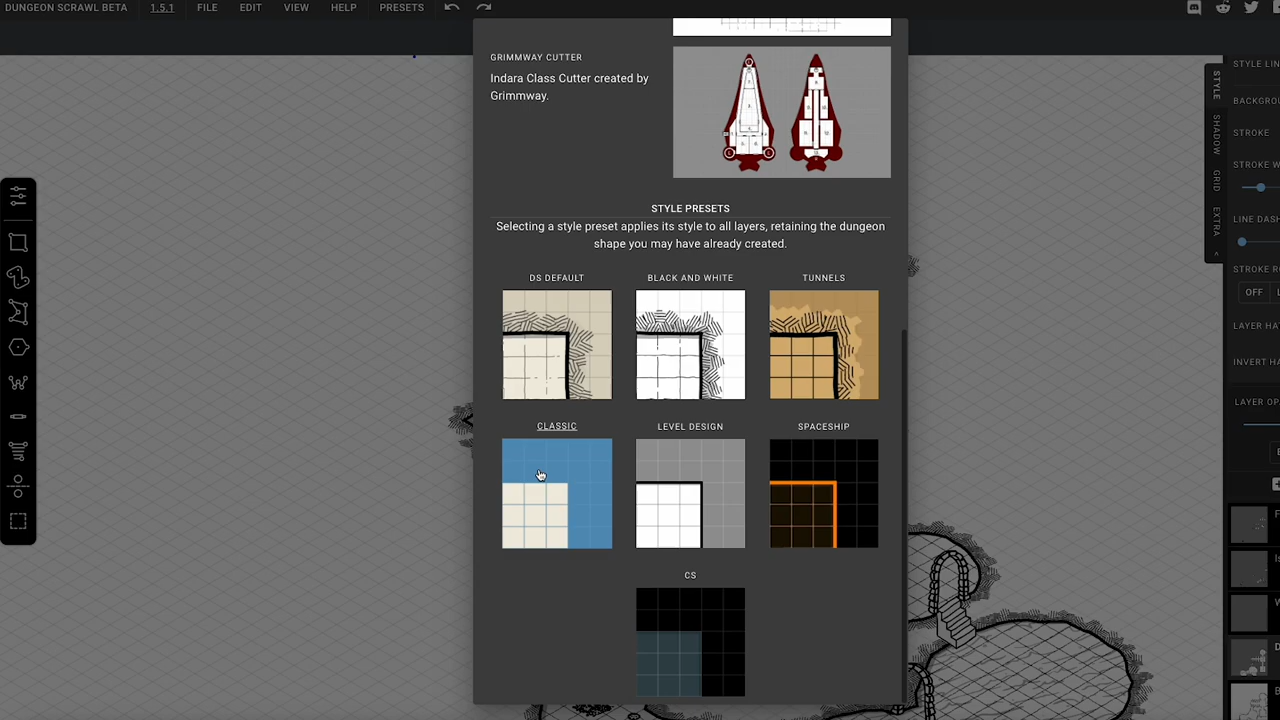 DUNGEON SCRAWL BETA 1.5.1 FILE EDIT VIEW HELP PRESETS
GRIMMWAY CUTTER
Indara Class Cutter created by
Grimmway.
STYLE PRESETS
Selecting a style preset applies its style to all layers, retaining the dungeon
shape you may have already created.
DS DEFAULT
BLACK AND WHITE
TUNNELS
CLASSIC
LEVEL DESIGN
SPACESHIP
CS
STYLE
SHADOW
GRID
EXTRA
STYLE LIN
BACKGROU
STROKE
STROKE W
LINE DASH
STROKE RO
OFF
LAYER HA
INVERT HA
LAYER OPA